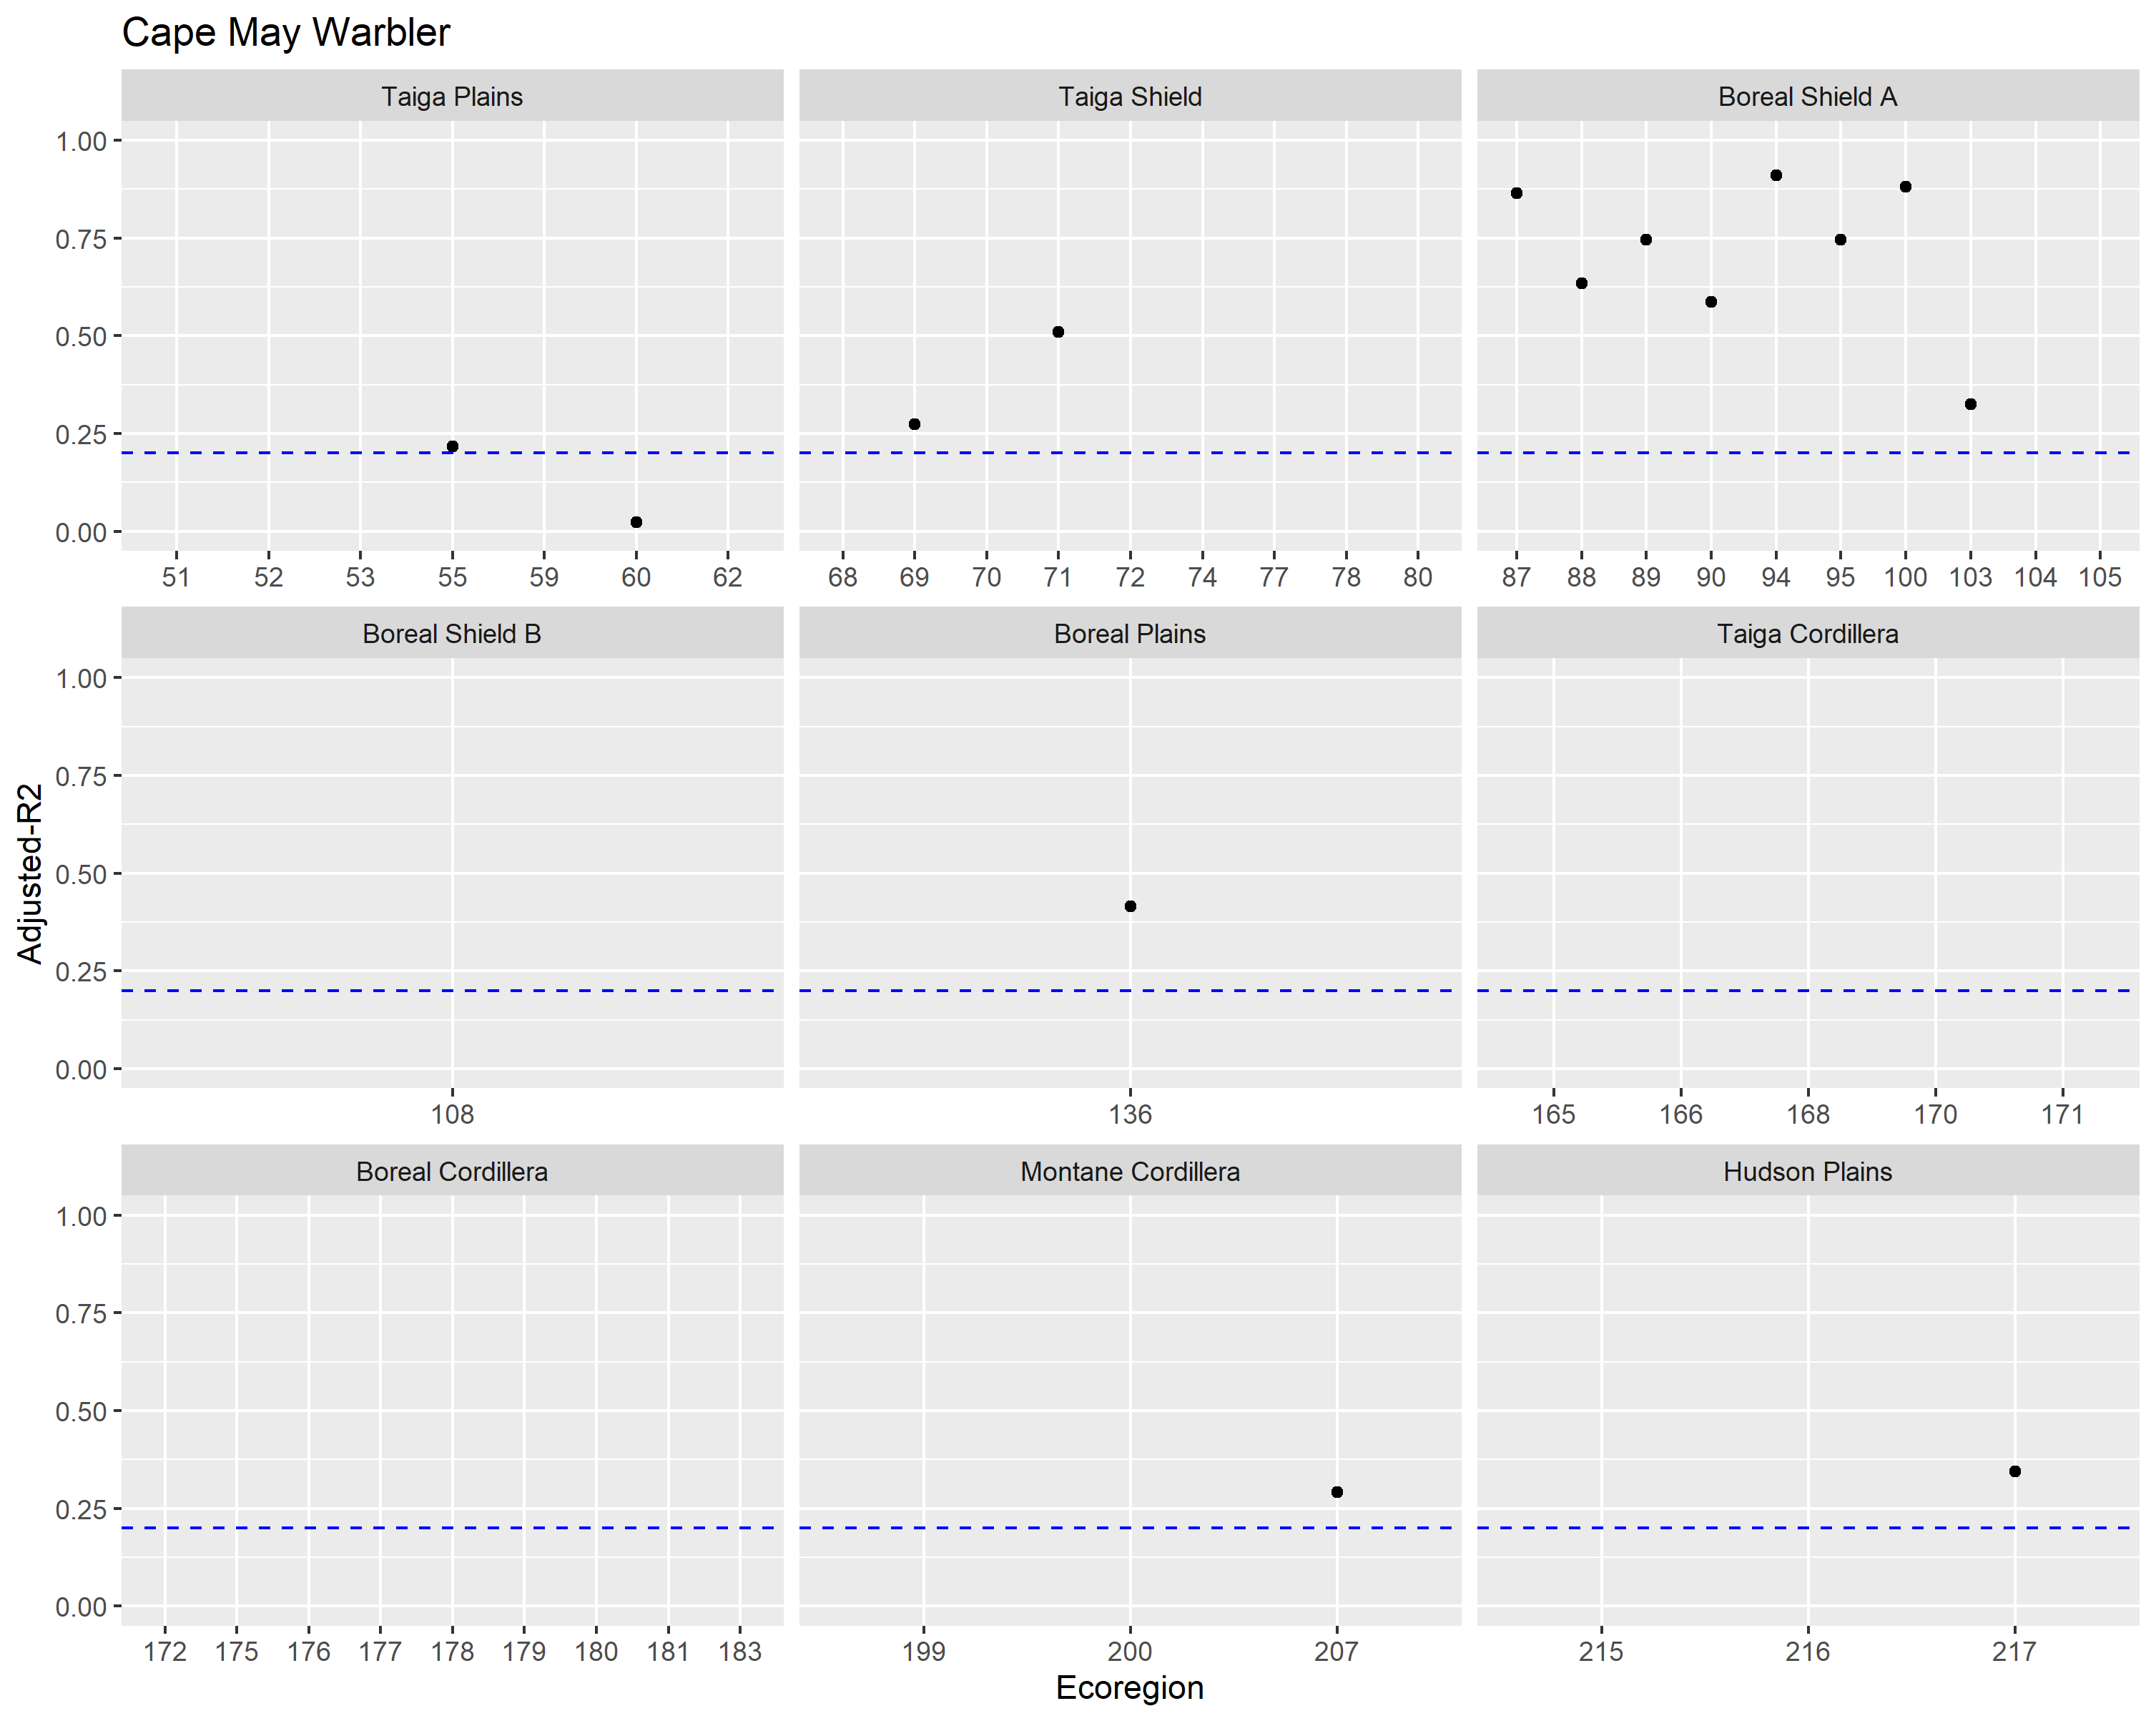 Cape May Warbler
Taiga Plains Taiga Shield Boreal Shield A
1.00
0.75
0.50
0.25
0.00
51 52 53 55 59 60 62 68 69 70 71 72 74 77 78 80 87 88 89 90 94 95 100 103 104 105
Boreal Shield B Boreal Plains Taiga Cordillera
1.00
0.75
0.50
0.25
0.00
108 136 165 166 168 170 171
Adjusted-R2
Boreal Cordillera Montane Cordillera Hudson Plains
1.00
0.75
0.50
0.25
0.00
172 175 176 177 178 179 180 181 183 199 200 207 215 216 217
Ecoregion